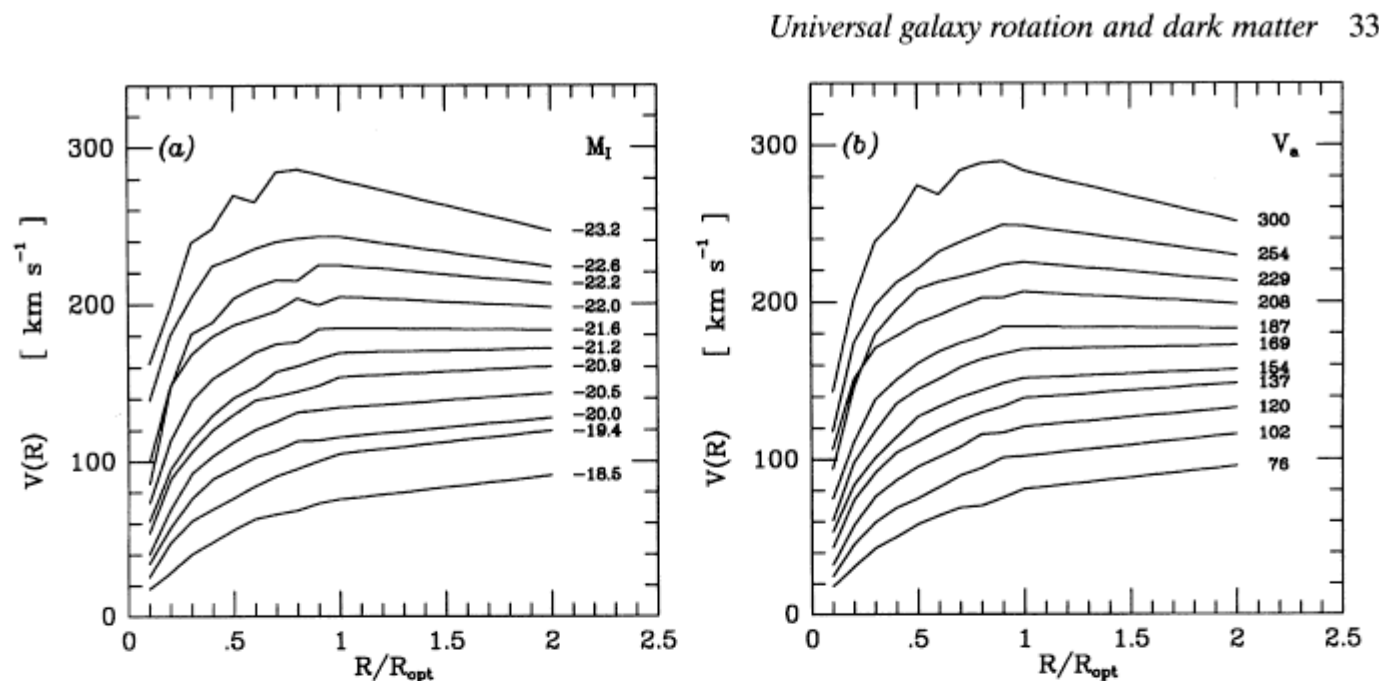 Universal galaxy rotation and dark matter 33
(a)
M_I
300
200
100
0
V(R) [ km s⁻¹ ]
-23.2
-22.6
-22.2
-22.0
-21.6
-21.2
-20.9
-20.5
-20.0
-19.4
-18.5
0 .5 1 1.5 2 2.5
R/R_opt
(b)
V_a
300
200
100
0
V(R) [ km s⁻¹ ]
300
254
229
208
187
169
154
137
120
102
76
0 .5 1 1.5 2 2.5
R/R_opt